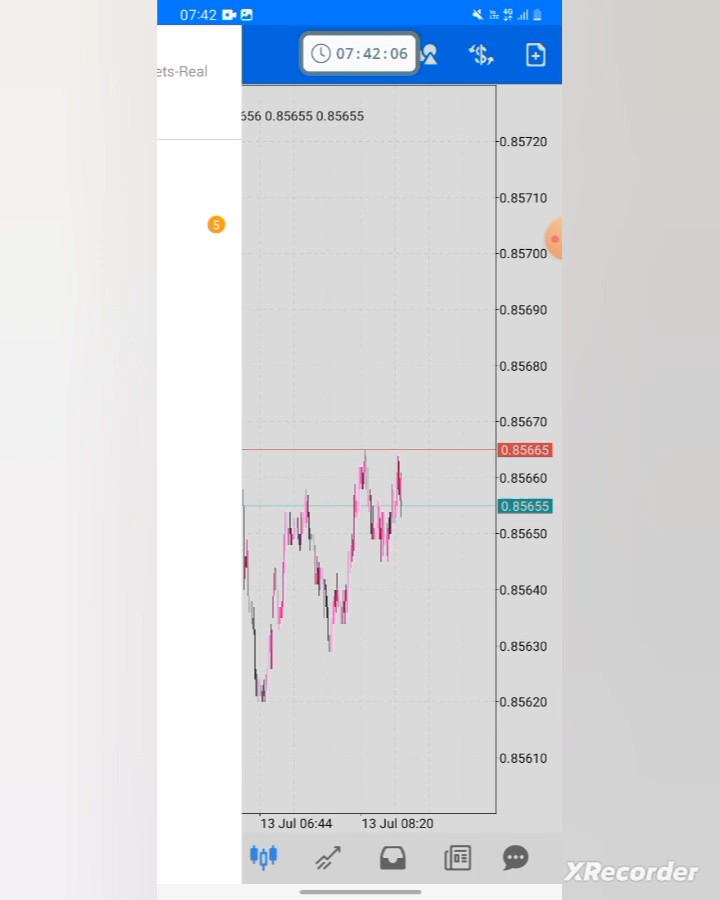 07:42
4G
ets-Real
07:42:06
656 0.85655 0.85655
5
0.85720
0.85710
0.85700
0.85690
0.85680
0.85670
0.85665
0.85660
0.85655
0.85650
0.85640
0.85630
0.85620
0.85610
13 Jul 06:44
13 Jul 08:20
XRecorder